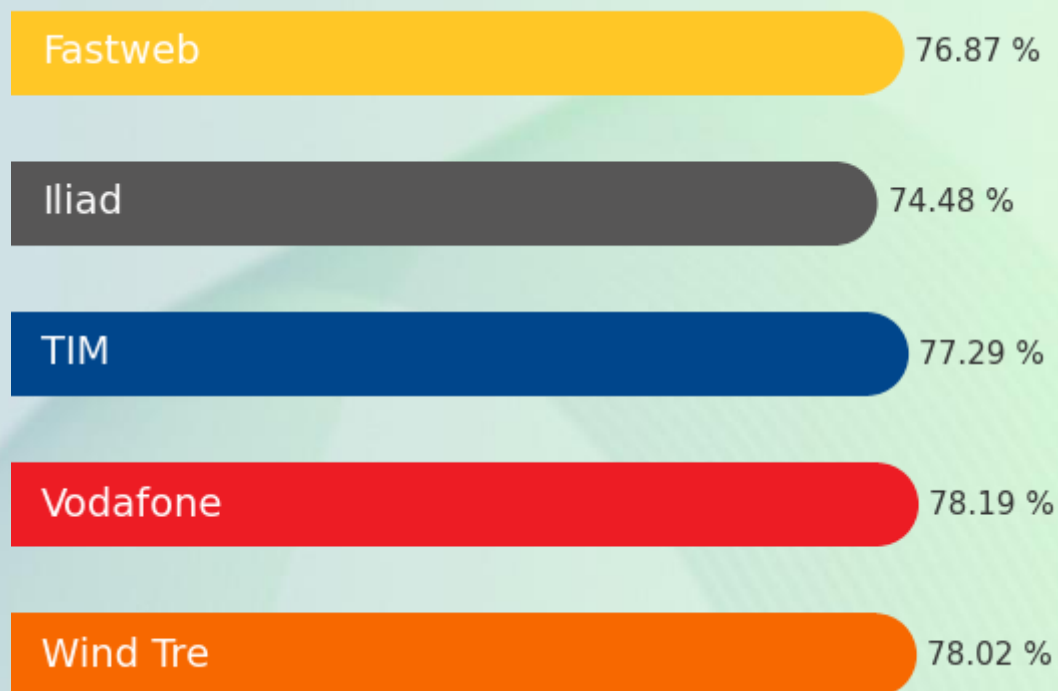 Fastweb 76.87 %
Iliad 74.48 %
TIM 77.29 %
Vodafone 78.19 %
Wind Tre 78.02 %